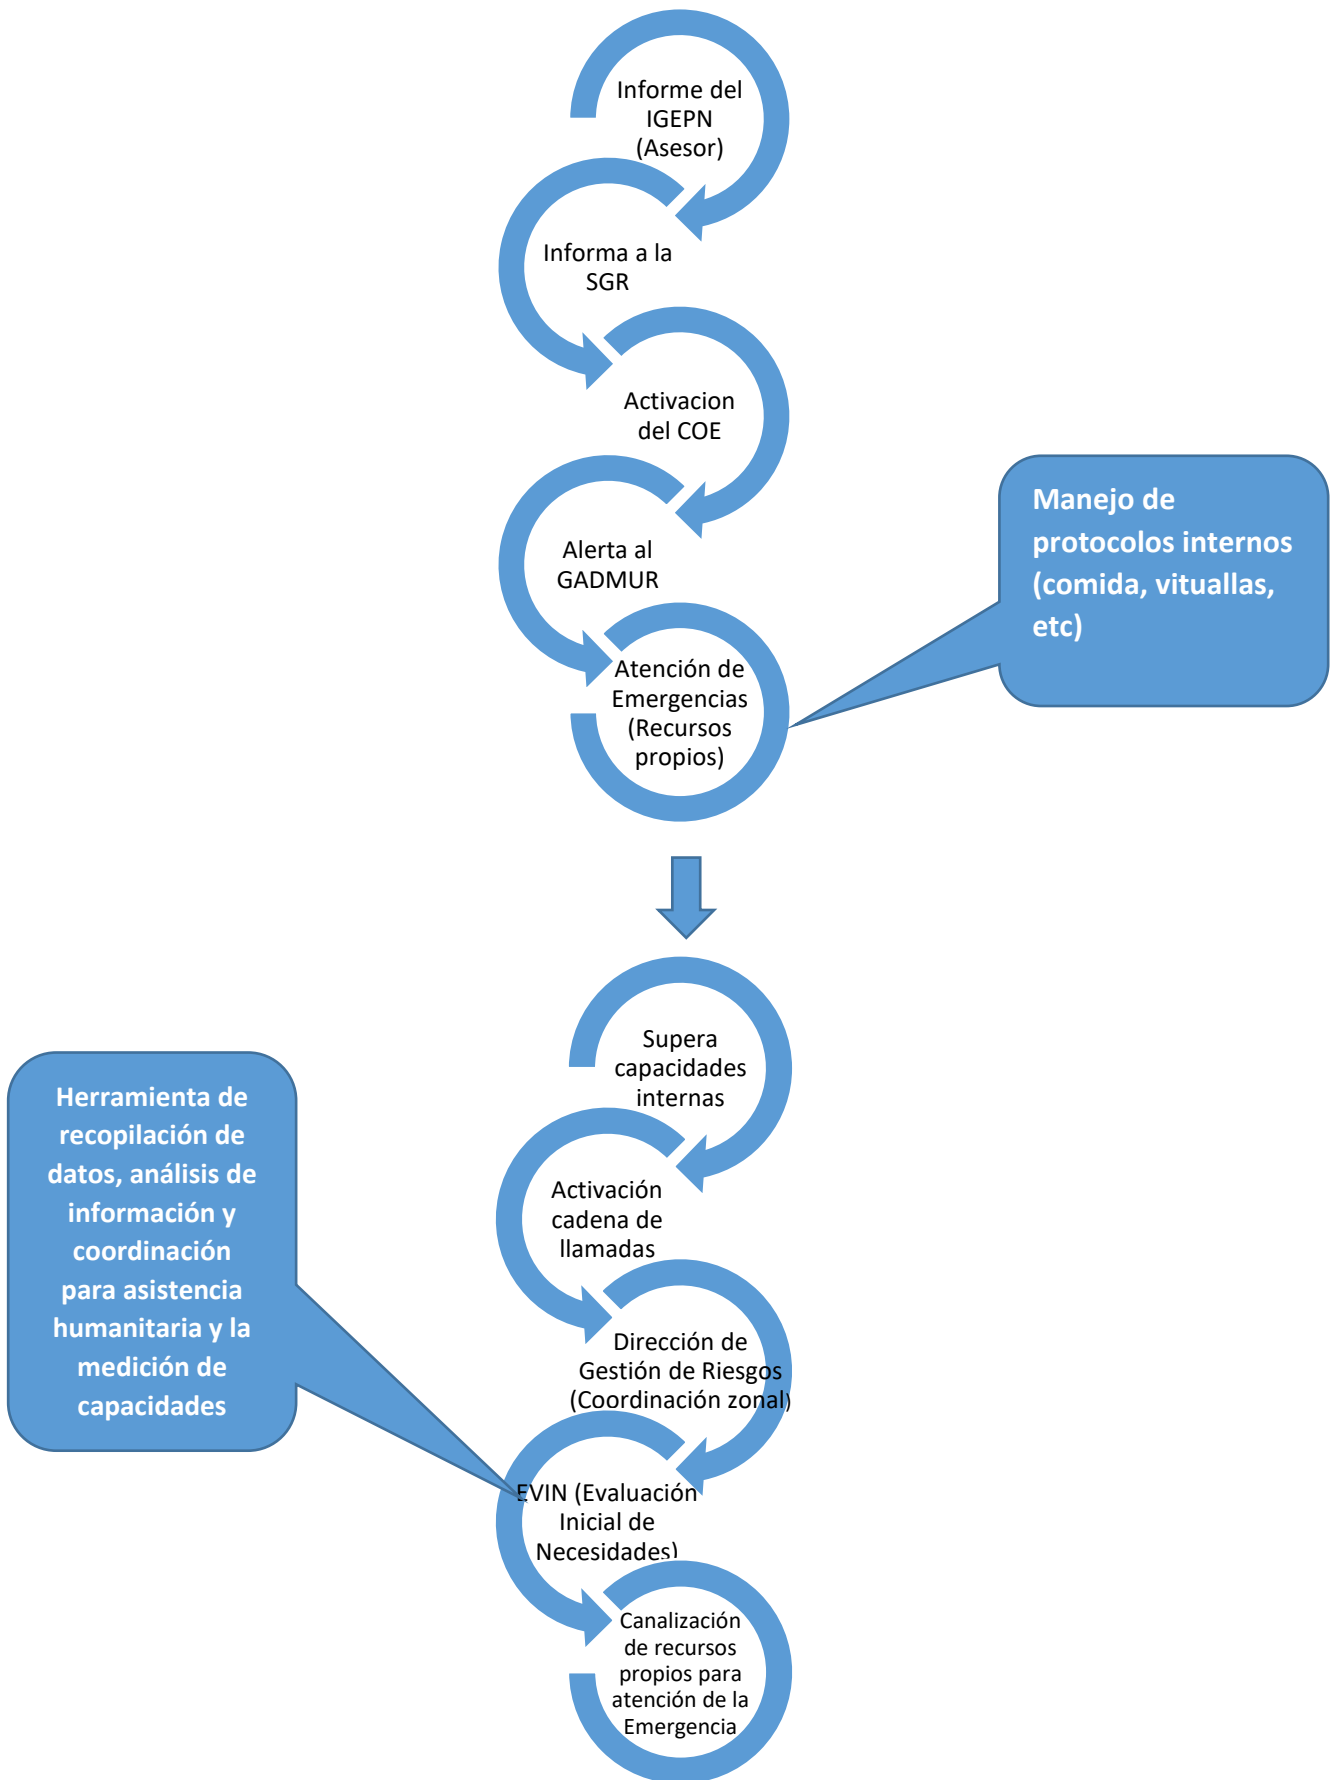 Informe del
IGEPN
(Asesor)
Informa a la
SGR
Activacion
del COE
Alerta al
GADMUR
Manejo de
protocolos internos
(comida, vituallas,
etc)
Atención de
Emergencias
(Recursos
propios)
Supera
capacidades
internas
Herramienta de
recopilación de
datos, análisis de
información y
coordinación
para asistencia
humanitaria y la
medición de
capacidades
Activación
cadena de
llamadas
Dirección de
Gestión de Riesgos
(Coordinación zonal)
EVIN (Evaluación
Inicial de
Necesidades)
Canalización
de recursos
propios para
atención de la
Emergencia